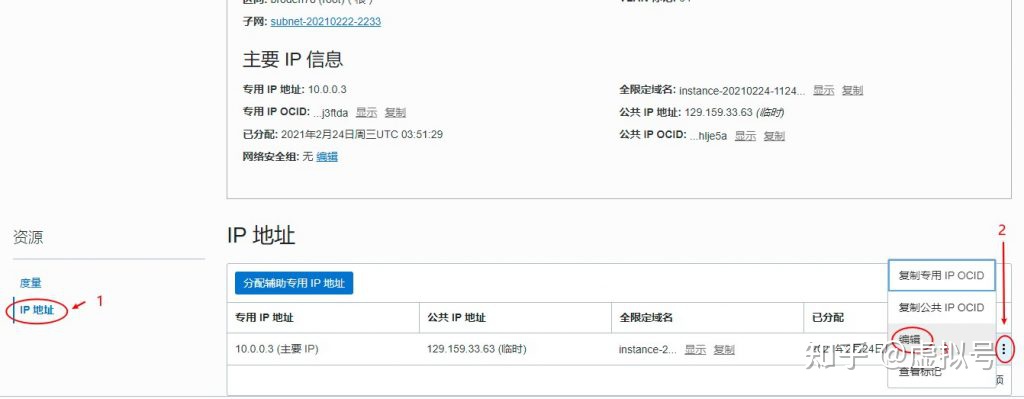 子网: subnet-20210222-2233
主要 IP 信息
专用 IP 地址: 10.0.0.3
全限定域名: instance-20210224-1124... 显示 复制
专用 IP OCID: ...j3ftda 显示 复制
公共 IP 地址: 129.159.33.63 (临时)
已分配: 2021年2月24日周三UTC 03:51:29
公共 IP OCID: ...hlje5a 显示 复制
网络安全组: 无 编辑
资源
度量
IP 地址
1
IP 地址
2
分配辅助专用 IP 地址
复制专用 IP OCID
复制公共 IP OCID
编辑
查看标记
专用 IP 地址 公共 IP 地址 全限定域名 已分配
10.0.0.3 (主要 IP) 129.159.33.63 (临时) instance-2... 显示 复制
页
知乎 @虚拟号